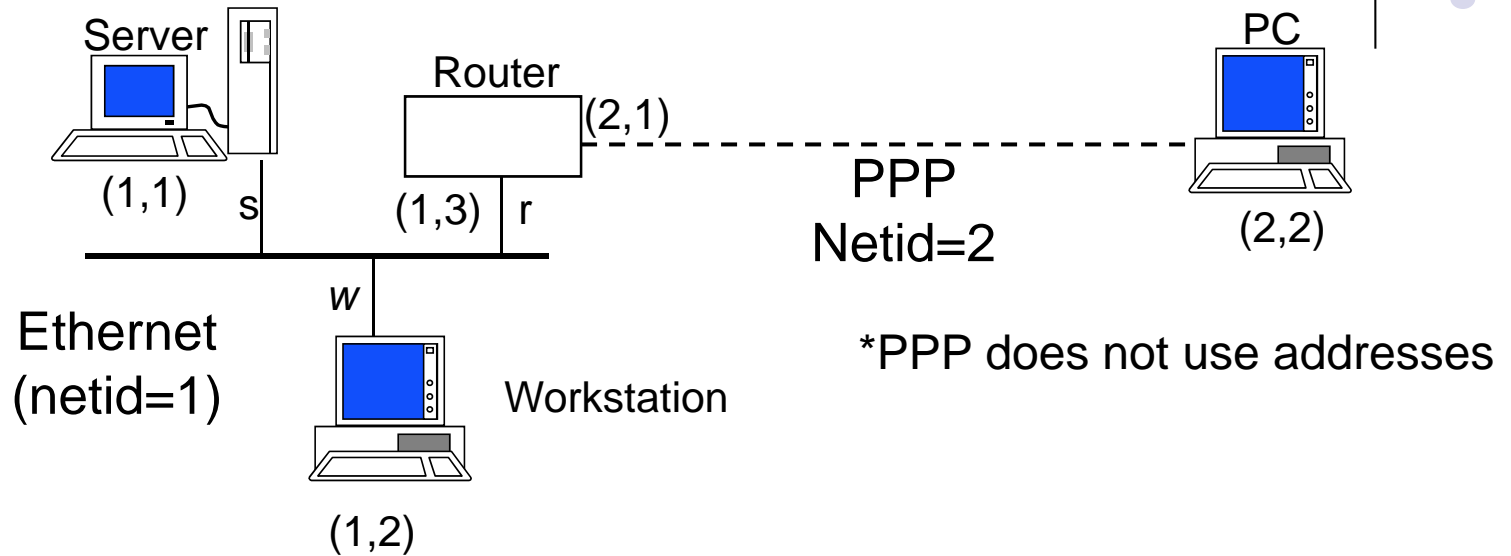 Server
Router
PC
(2,1)
PPP
Netid=2
(1,1)
s
(1,3)
r
(2,2)
w
Ethernet
(netid=1)
Workstation
*PPP does not use addresses
(1,2)